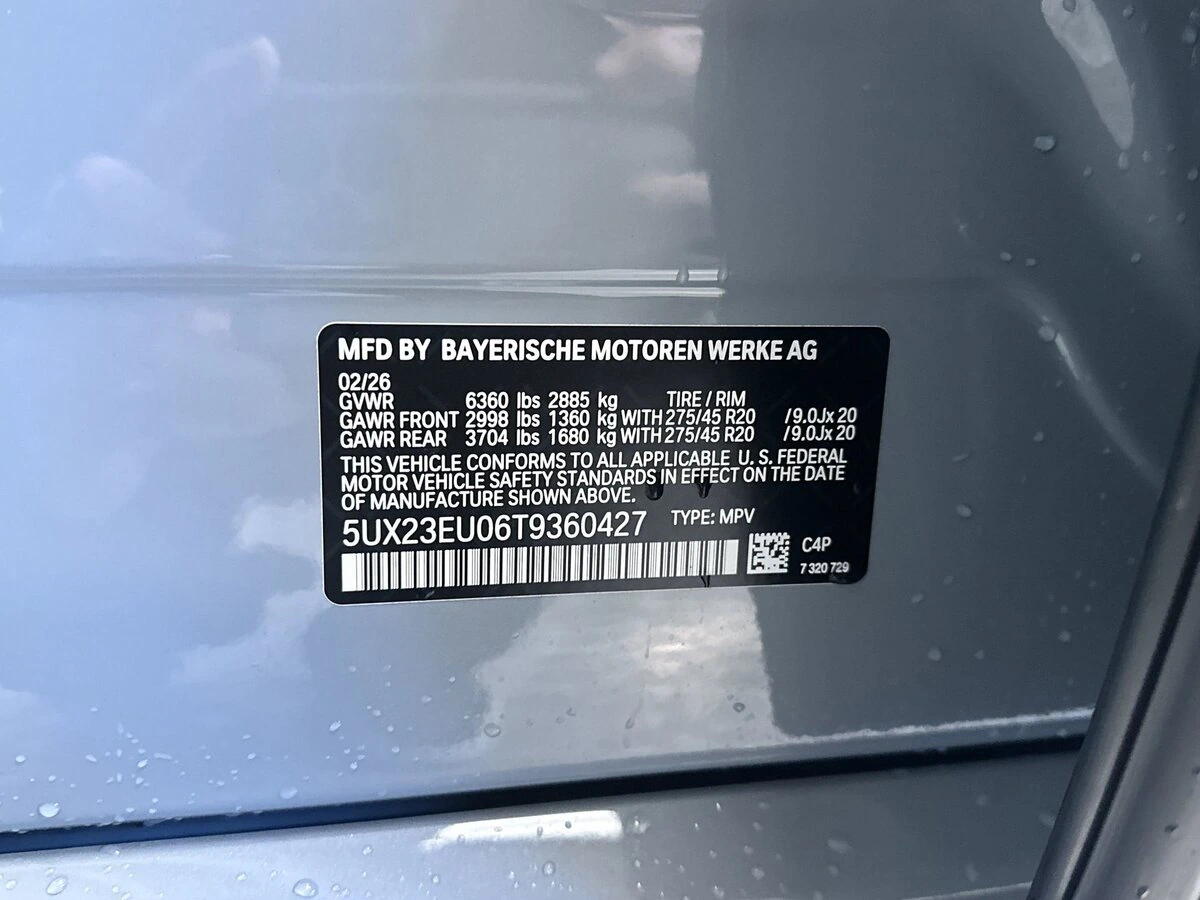 MFD BY BAYERISCHE MOTOREN WERKE AG
02/26
GVWR 6360 lbs 2885 kg TIRE / RIM
GAWR FRONT 2998 lbs 1360 kg WITH 275/45 R20 /9.0Jx 20
GAWR REAR 3704 lbs 1680 kg WITH 275/45 R20 /9.0Jx 20
THIS VEHICLE CONFORMS TO ALL APPLICABLE U. S. FEDERAL
MOTOR VEHICLE SAFETY STANDARDS IN EFFECT ON THE DATE
OF MANUFACTURE SHOWN ABOVE.
5UX23EU06T9360427 TYPE: MPV
C4P
7 320 729